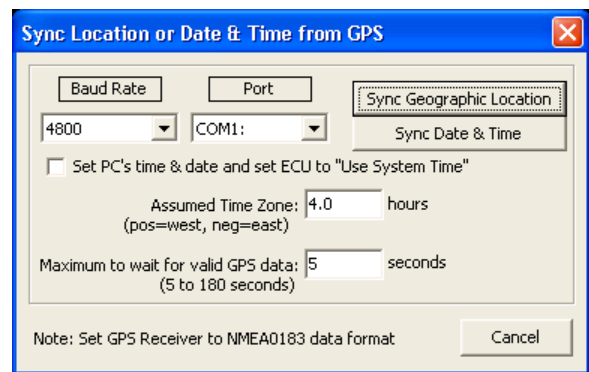 Sync Location or Date & Time from GPS
Baud Rate
Port
Sync Geographic Location
4800
COM1:
Sync Date & Time
Set PC's time & date and set ECU to "Use System Time"
Assumed Time Zone: 4.0 hours
(pos=west, neg=east)
Maximum to wait for valid GPS data: 5 seconds
(5 to 180 seconds)
Note: Set GPS Receiver to NMEA0183 data format
Cancel